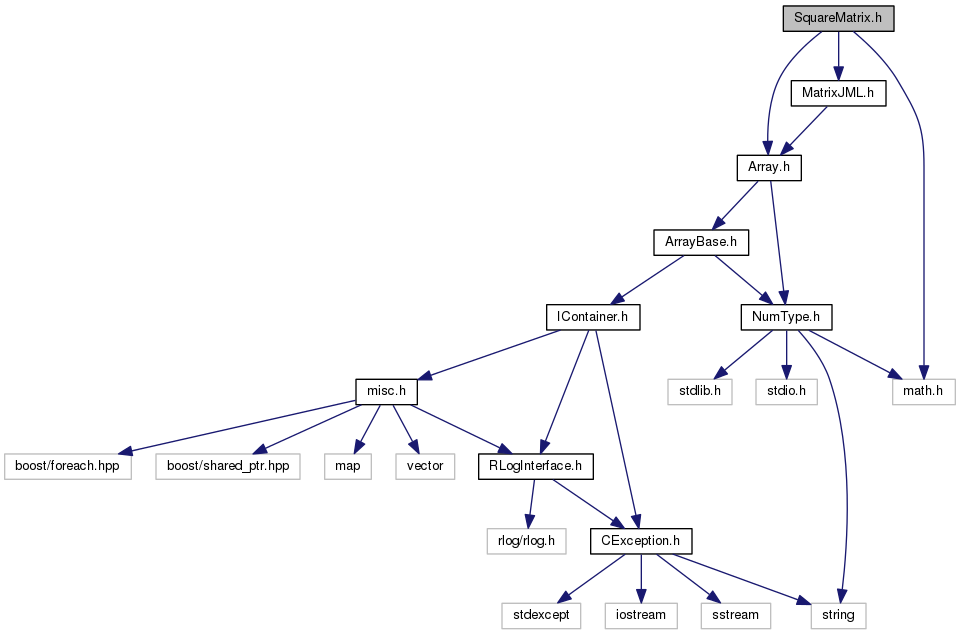 SquareMatrix.h
MatrixJML.h
Array.h
ArrayBase.h
IContainer.h
NumType.h
misc.h
stdlib.h
stdio.h
math.h
boost/foreach.hpp
boost/shared_ptr.hpp
map
vector
RLogInterface.h
rlog/rlog.h
CException.h
stdexcept
iostream
sstream
string